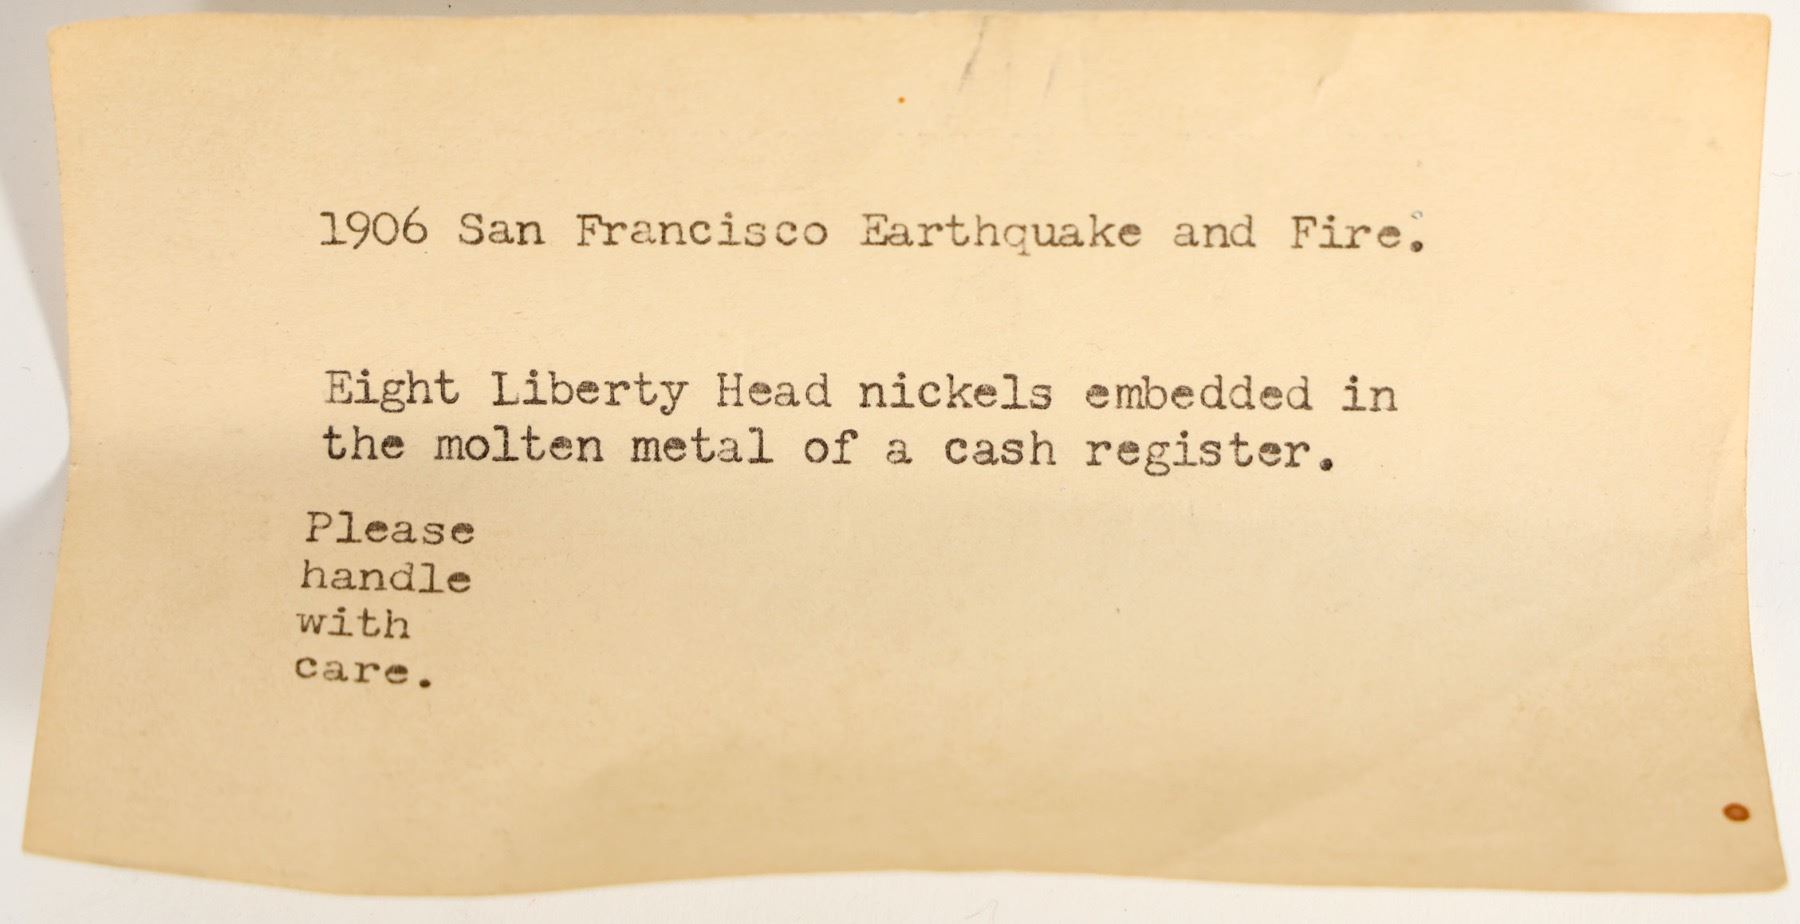 1906 San Francisco Earthquake and Fire.
Eight Liberty Head nickels embedded in
the molten metal of a cash register.
Please
handle
with
care.